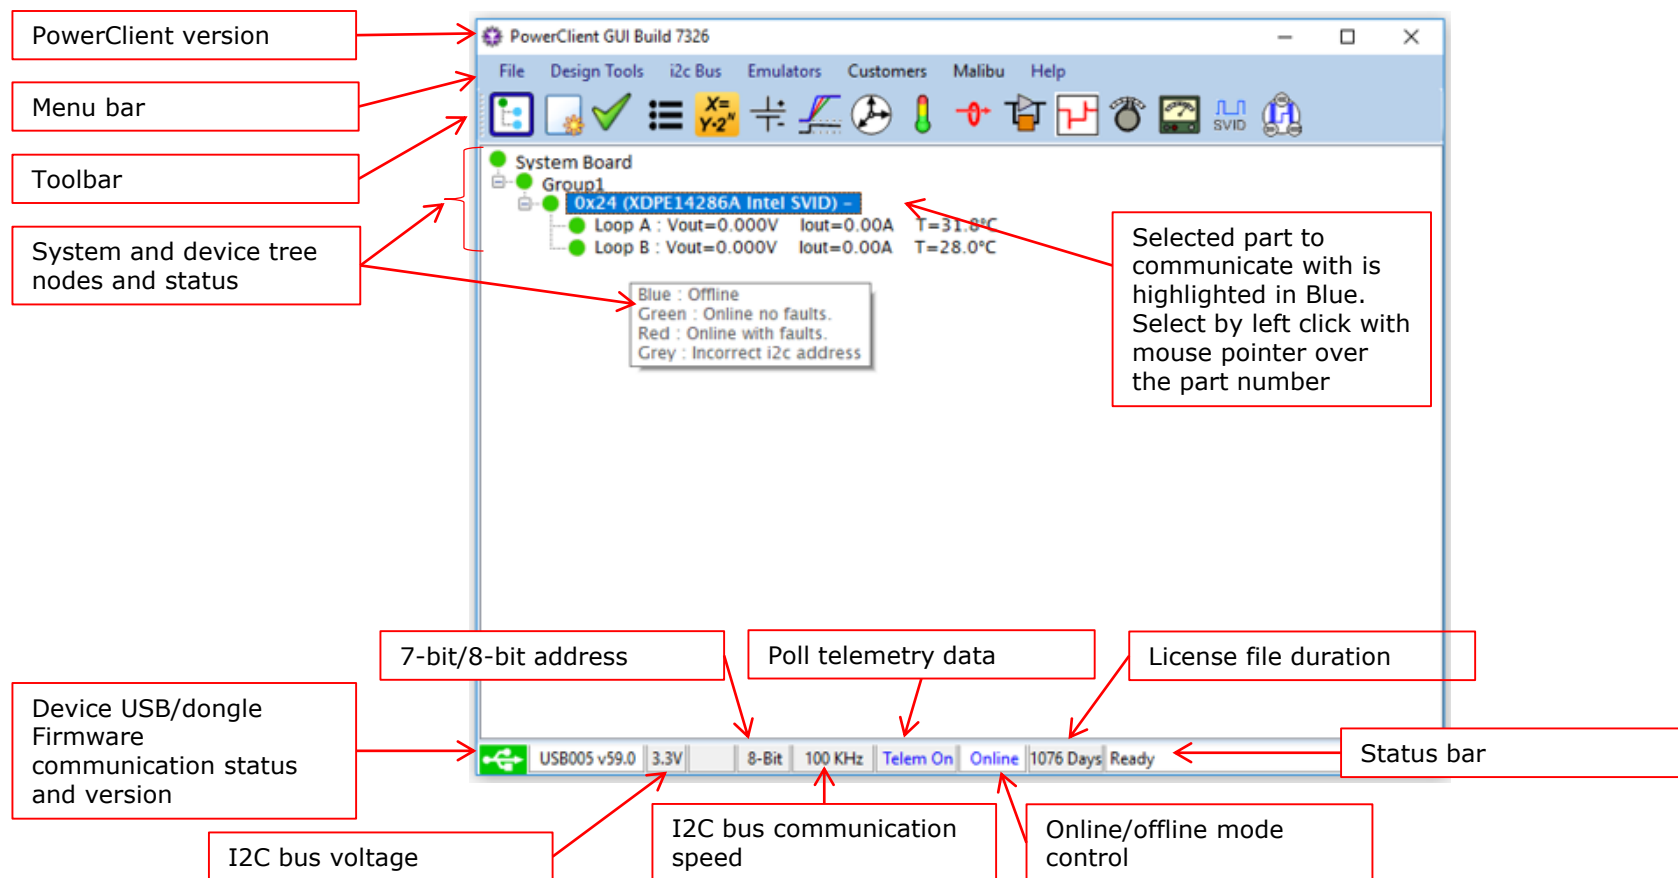 PowerClient version
PowerClient GUI Build 7326
Menu bar
File Design Tools i2c Bus Emulators Customers Malibu Help
X=
Y·2ᴺ
SVID
Toolbar
System Board
Group1
0x24 (XDPE14286A Intel SVID) –
Loop A : Vout=0.000V Iout=0.00A T=31.8°C
Loop B : Vout=0.000V Iout=0.00A T=28.0°C
System and device tree
nodes and status
Blue : Offline
Green : Online no faults.
Red : Online with faults.
Grey : Incorrect i2c address
Selected part to
communicate with is
highlighted in Blue.
Select by left click with
mouse pointer over
the part number
7-bit/8-bit address
Poll telemetry data
License file duration
Device USB/dongle
Firmware
communication status
and version
USB005 v59.0 3.3V 8-Bit 100 KHz Telem On Online 1076 Days Ready
Status bar
I2C bus voltage
I2C bus communication
speed
Online/offline mode
control